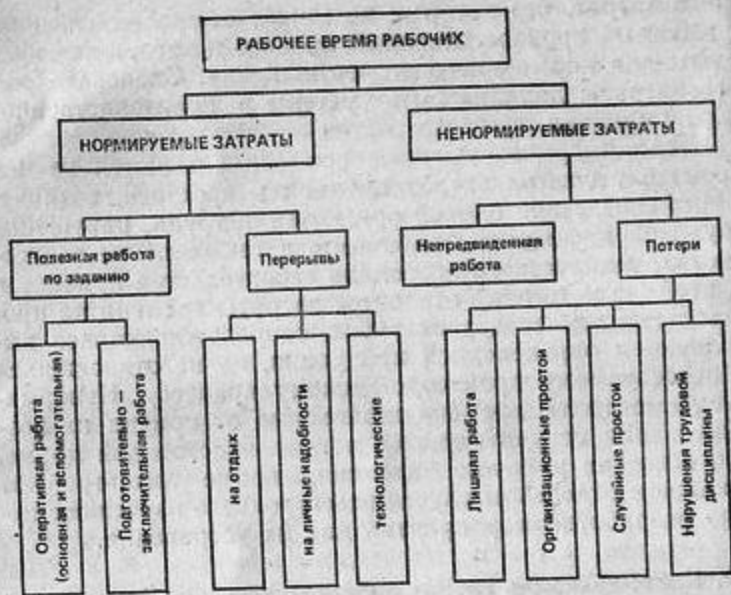 РАБОЧЕЕ ВРЕМЯ РАБОЧИХ
НОРМИРУЕМЫЕ ЗАТРАТЫ
НЕНОРМИРУЕМЫЕ ЗАТРАТЫ
Полезная работа
по заданию
Перерывы
Непредвиденная
работа
Потери
Оперативная работа
(основная и вспомогательная)
Подготовительно –
заключительная работа
на отдых
на личные надобности
технологические
Лишняя работа
Организационные простои
Случайные простои
Нарушения трудовой
дисциплины